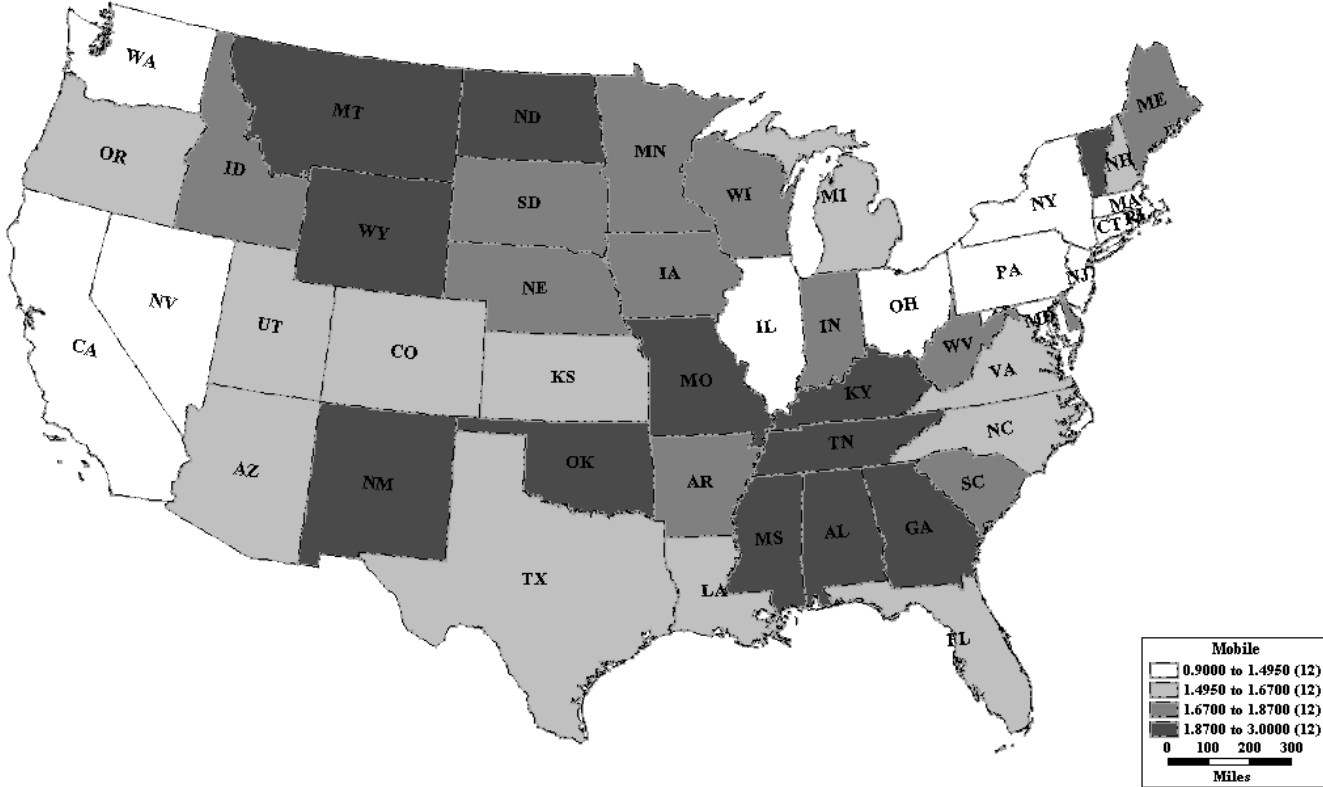 WA
MT
ND
ME
OR
ID
MN
NH
SD
WI
MI
NY
MA
WY
CT
RI
IA
PA
NE
NJ
NV
IL
IN
OH
MD
UT
WV
CA
CO
KS
MO
VA
KY
NC
TN
AZ
NM
OK
AR
SC
MS
AL
GA
TX
LA
FL
Mobile
0.9000 to 1.4950 (12)
1.4950 to 1.6700 (12)
1.6700 to 1.8700 (12)
1.8700 to 3.0000 (12)
0 100 200 300
Miles